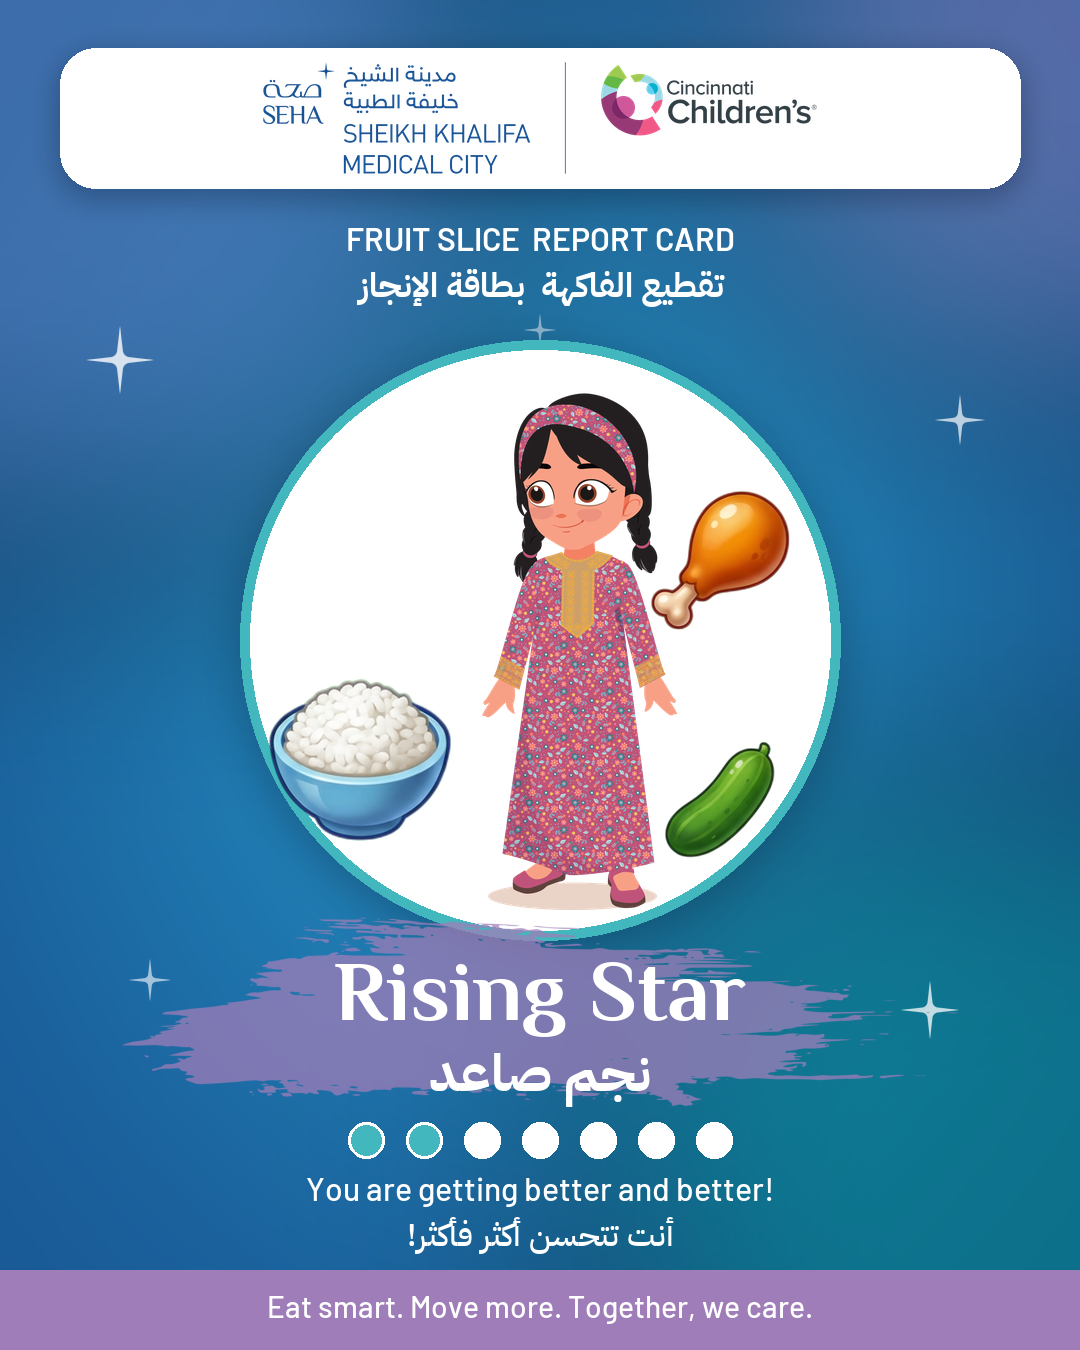 صحة
SEHA
مدينة الشيخ
خليفة الطبية
SHEIKH KHALIFA
MEDICAL CITY
Cincinnati
Children's®
FRUIT SLICE REPORT CARD
تقطيع الفاكهة بطاقة الإنجاز
Rising Star
نجم صاعد
You are getting better and better!
أنت تتحسن أكثر فأكثر!
Eat smart. Move more. Together, we care.